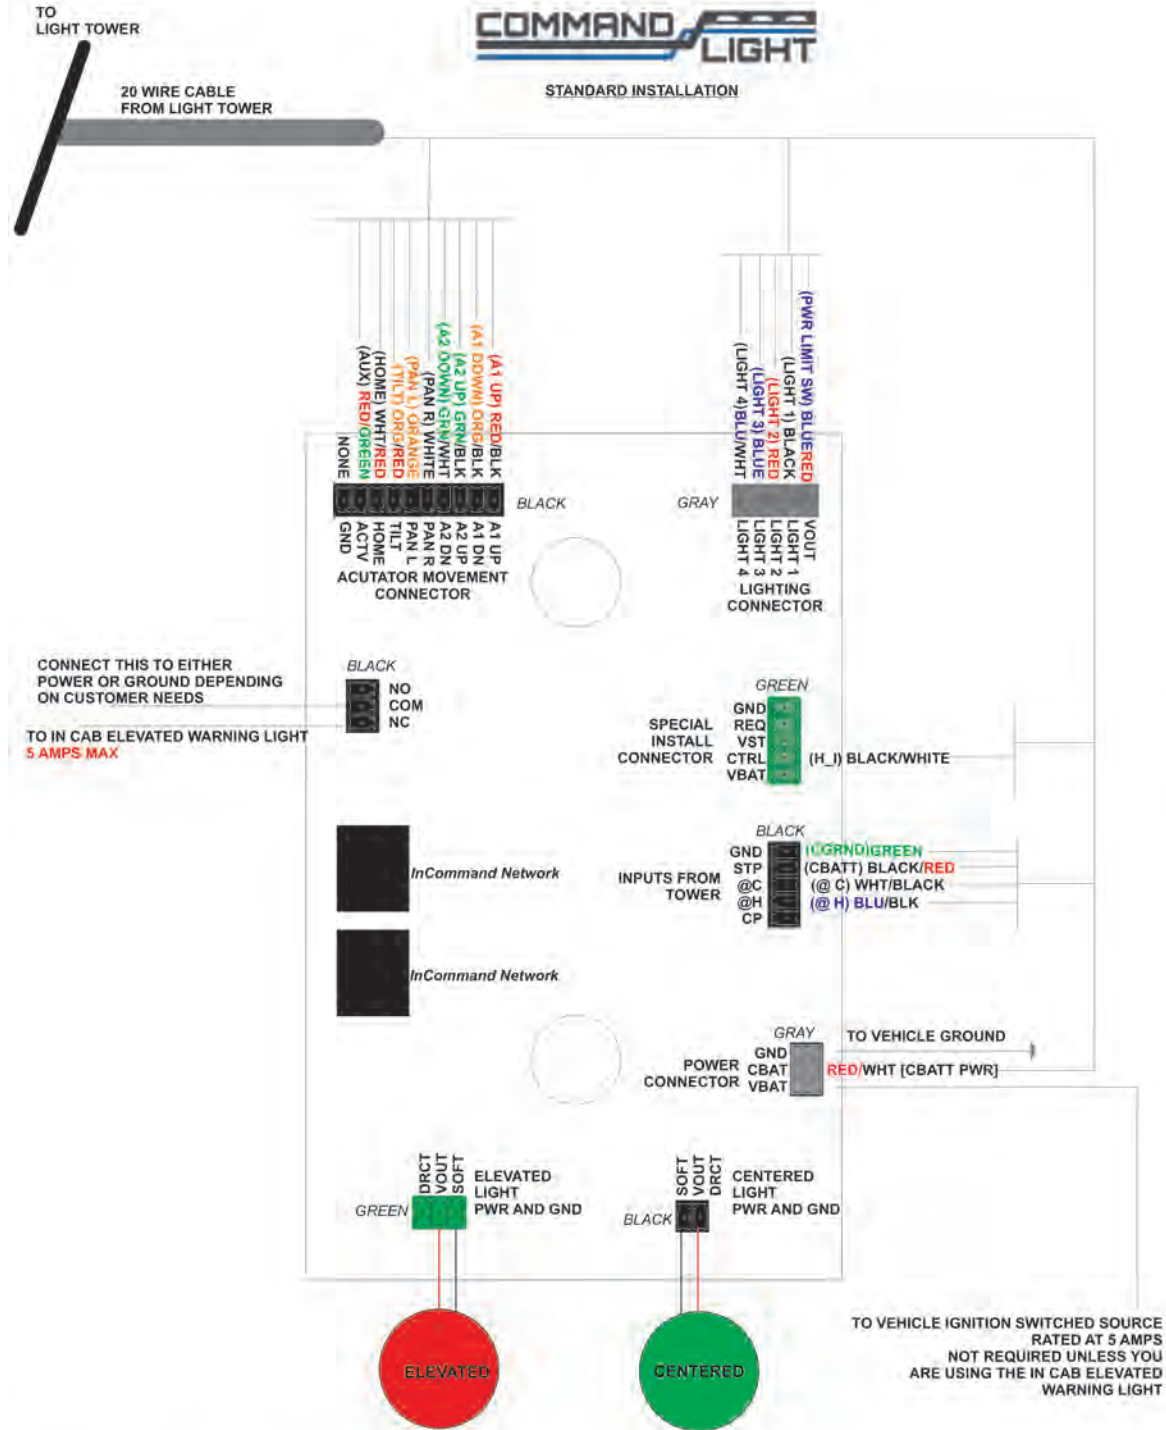 TO
LIGHT TOWER
COMMAND
LIGHT
STANDARD INSTALLATION
20 WIRE CABLE
FROM LIGHT TOWER
NONE
(AUX) RED/GREEN
(HOME) WHT/RED
(TILT) ORG/RED
(PAN L) ORANGE
(PAN R) WHITE
(A2 DOWN) GRN/WHT
(A2 UP) GRN/BLK
(A1 DDWN) ORG/BLK
(A1 UP) RED/BLK
BLACK
GND
ACTV
HOME
TILT
PAN L
PAN R
A2 DN
A2 UP
A1 DN
A1 UP
ACUTATOR MOVEMENT
CONNECTOR
(LIGHT 4)BLU/WHT
(LIGHT 3) BLUE
(LIGHT 2) RED
(LIGHT 1) BLACK
(PWR LIMIT SW) BLUERED
GRAY
LIGHT 4
LIGHT 3
LIGHT 2
LIGHT 1
VOUT
LIGHTING
CONNECTOR
CONNECT THIS TO EITHER
POWER OR GROUND DEPENDING
ON CUSTOMER NEEDS
TO IN CAB ELEVATED WARNING LIGHT
5 AMPS MAX
BLACK
NO
COM
NC
GREEN
SPECIAL
INSTALL
CONNECTOR
GND
REQ
VST
CTRL
VBAT
(H_I) BLACK/WHITE
BLACK
INPUTS FROM
TOWER
GND
STP
@C
@H
CP
(CGRND)GREEN
(CBATT) BLACK/RED
(@ C) WHT/BLACK
(@ H) BLU/BLK
InCommand Network
InCommand Network
GRAY
POWER
CONNECTOR
GND
CBAT
VBAT
TO VEHICLE GROUND
RED/WHT [CBATT PWR]
DRCT
VOUT
SOFT
ELEVATED
LIGHT
PWR AND GND
GREEN
SOFT
VOUT
DRCT
CENTERED
LIGHT
PWR AND GND
BLACK
ELEVATED
CENTERED
TO VEHICLE IGNITION SWITCHED SOURCE
RATED AT 5 AMPS
NOT REQUIRED UNLESS YOU
ARE USING THE IN CAB ELEVATED
WARNING LIGHT